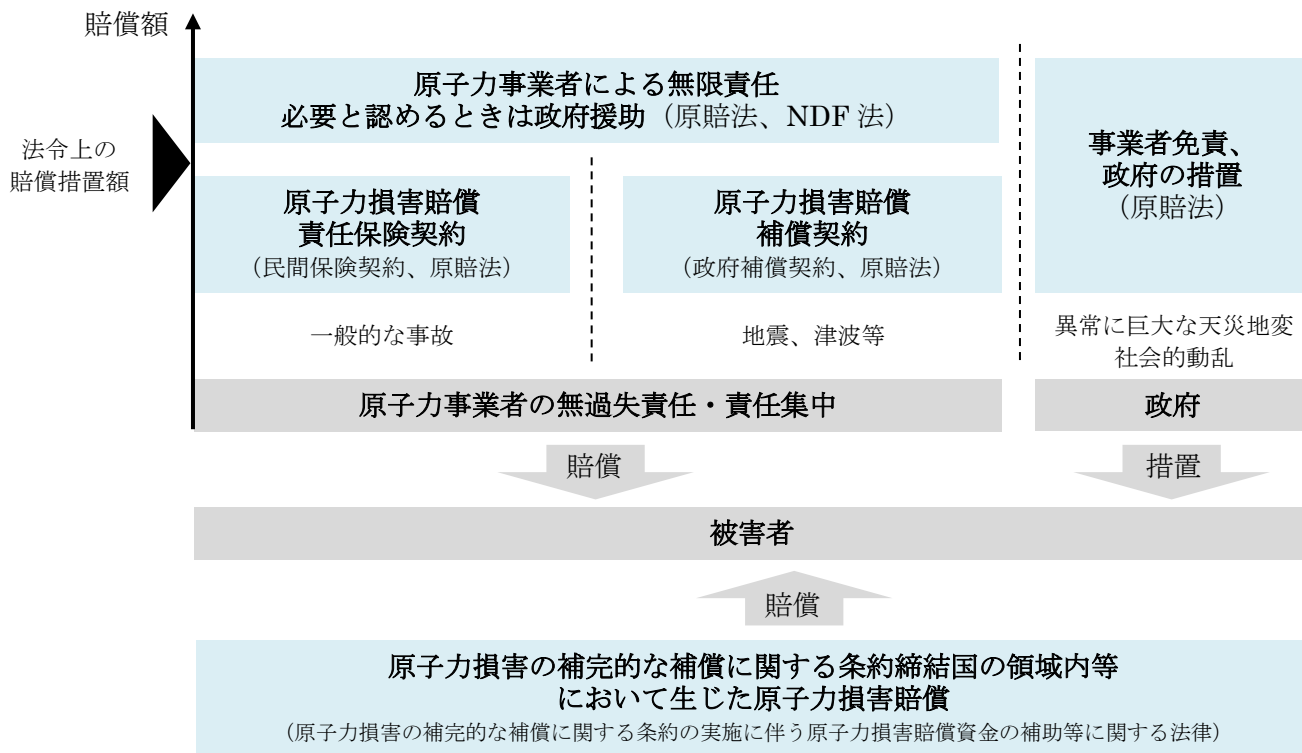 賠償額
原子力事業者による無限責任
必要と認めるときは政府援助（原賠法、NDF 法）
法令上の
賠償措置額
事業者免責、
政府の措置
（原賠法）
原子力損害賠償
責任保険契約
（民間保険契約、原賠法）
原子力損害賠償
補償契約
（政府補償契約、原賠法）
一般的な事故
地震、津波等
異常に巨大な天災地変
社会的動乱
原子力事業者の無過失責任・責任集中
政府
賠償
措置
被害者
賠償
原子力損害の補完的な補償に関する条約締結国の領域内等
において生じた原子力損害賠償
（原子力損害の補完的な補償に関する条約の実施に伴う原子力損害賠償資金の補助等に関する法律）